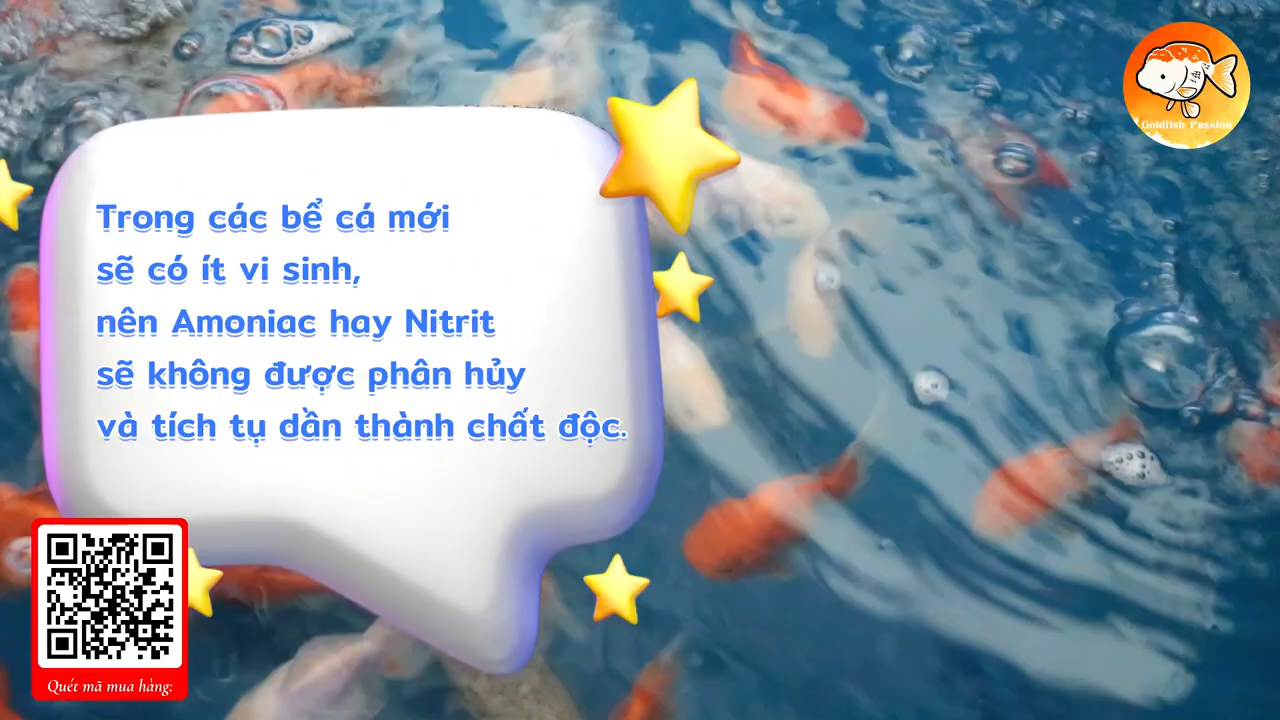 Goldfish Passion
Trong các bể cá mới
sẽ có ít vi sinh,
nên Amoniac hay Nitrit
sẽ không được phân hủy
và tích tụ dần thành chất độc.
Quét mã mua hàng: